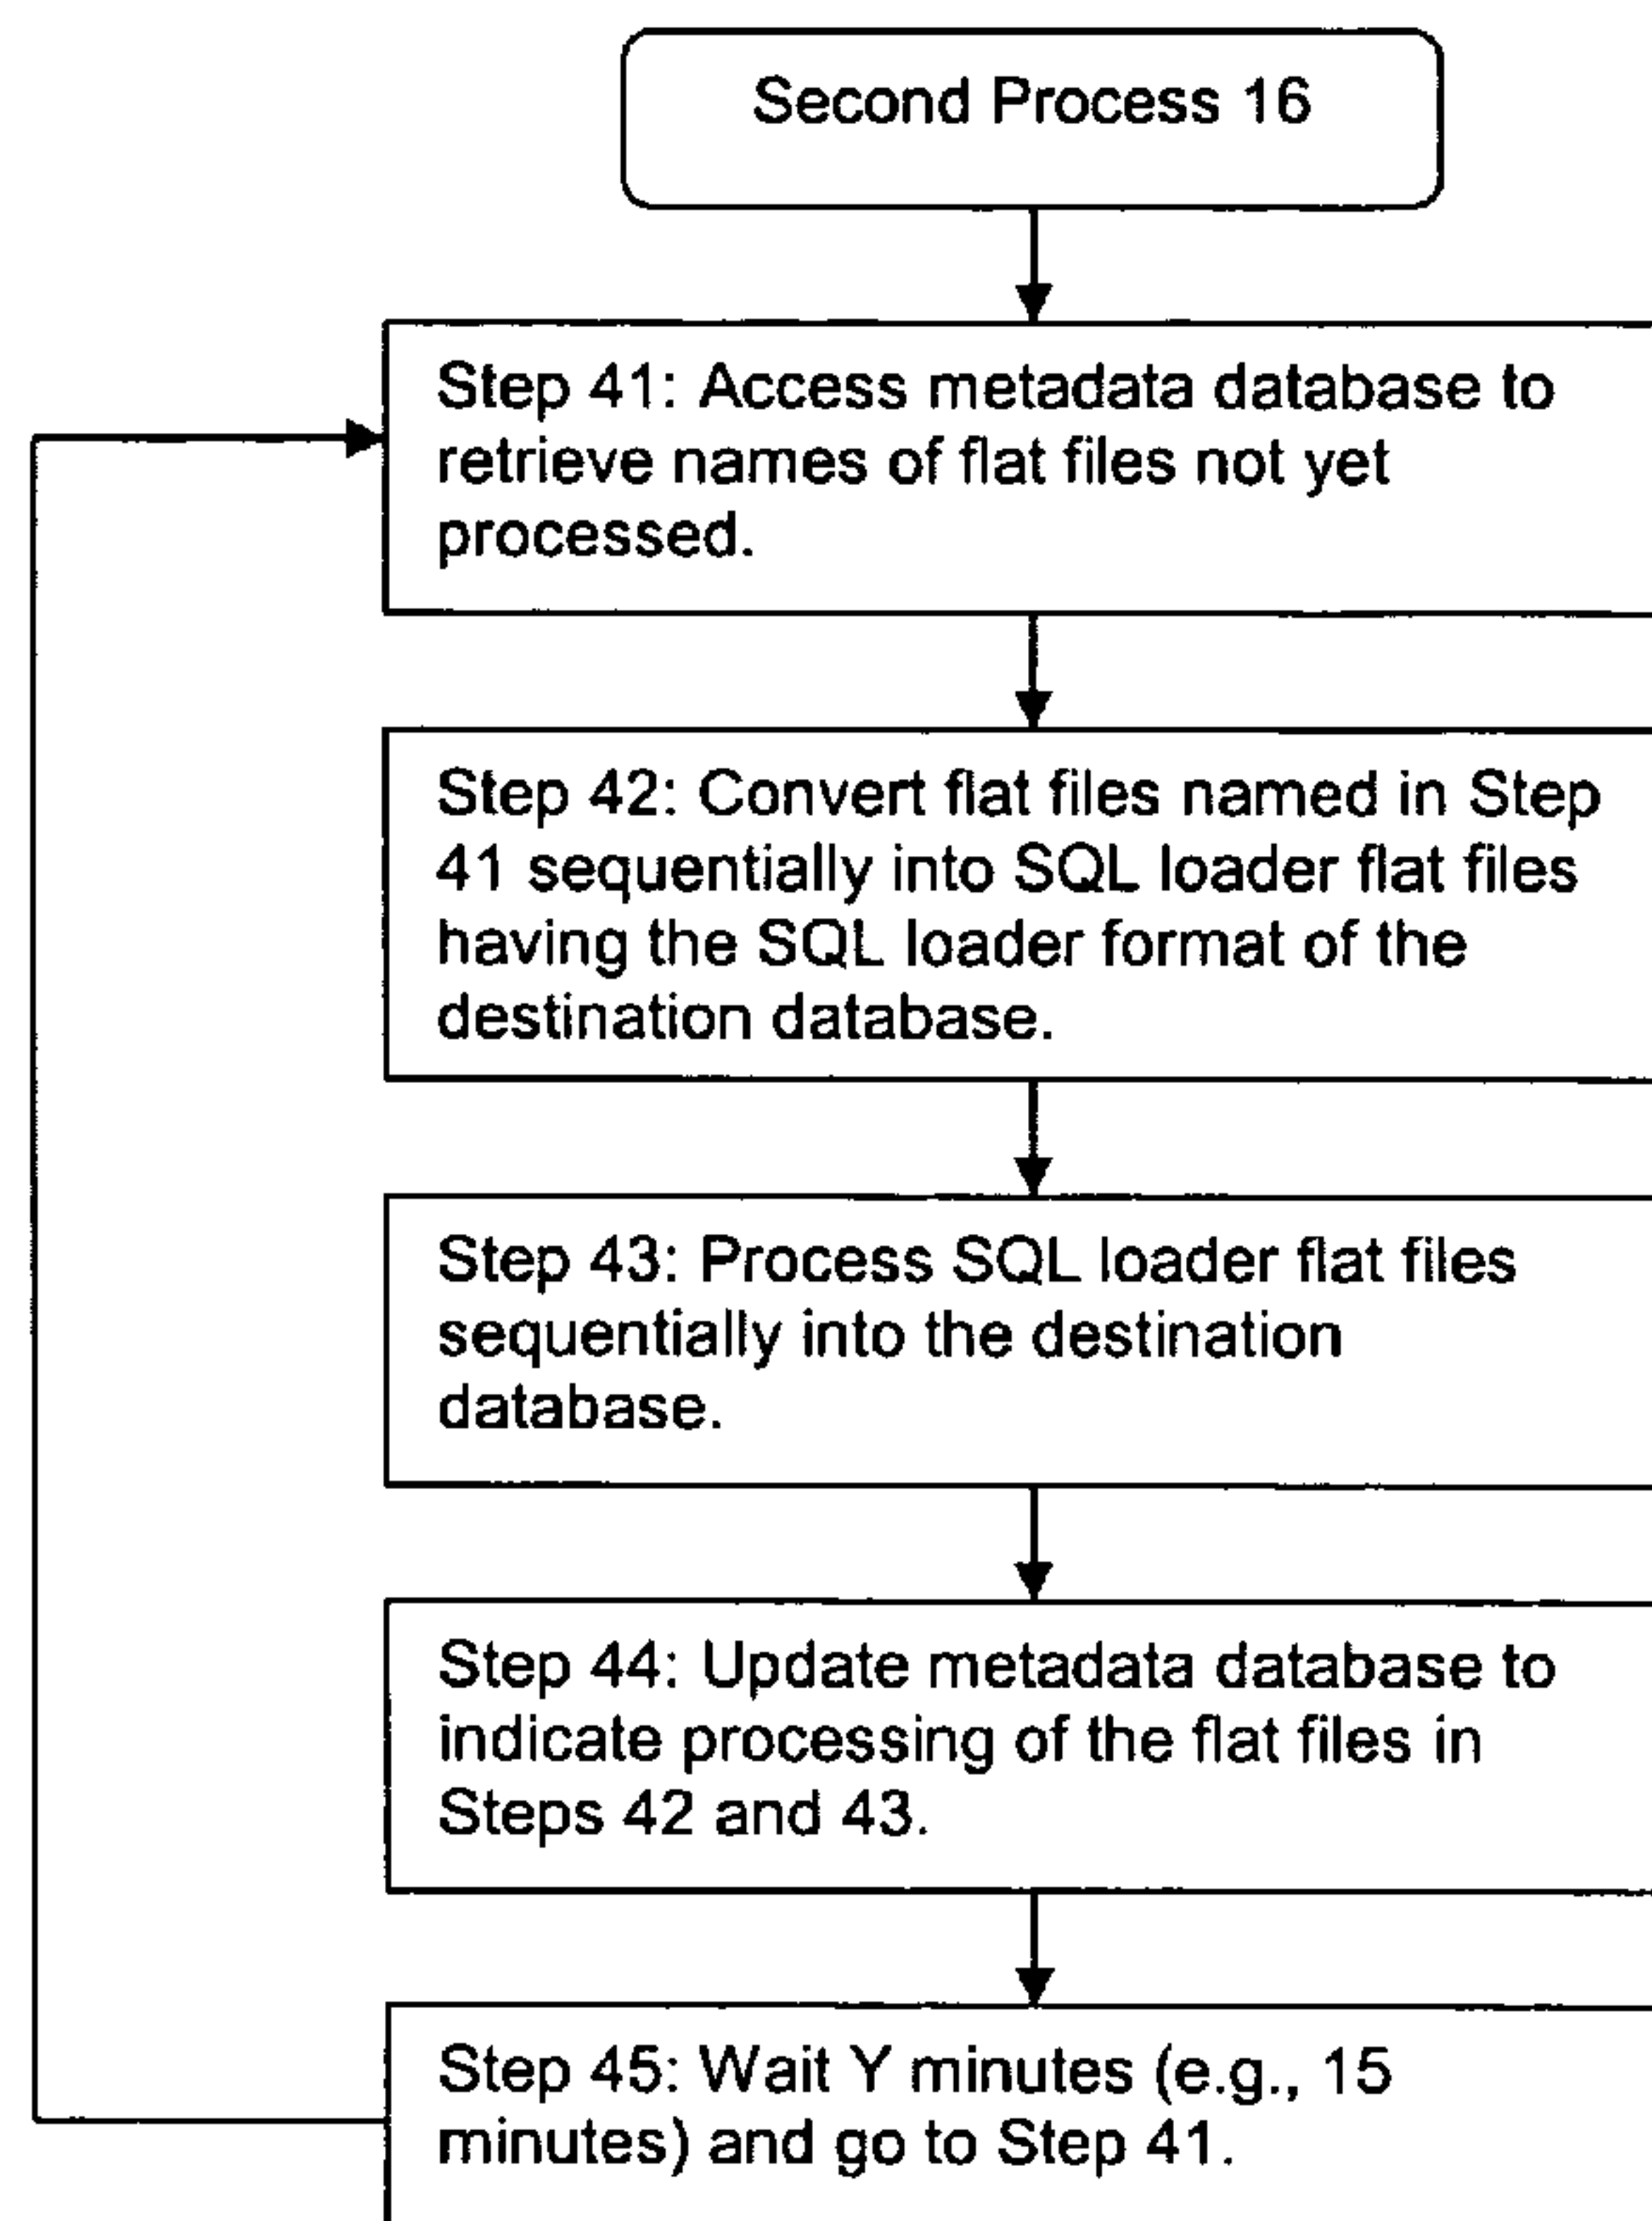 Second Process 16
Step 41: Access metadata database to
retrieve names of flat files not yet
processed.
Step 42: Convert flat files named in Step
41 sequentially into SQL loader flat files
having the SQL loader format of the
destination database.
Step 43: Process SQL loader flat files
sequentially into the destination
database.
Step 44: Update metadata database to
indicate processing of the flat files in
Steps 42 and 43.
Step 45: Wait Y minutes (e.g., 15
minutes) and go to Step 41.